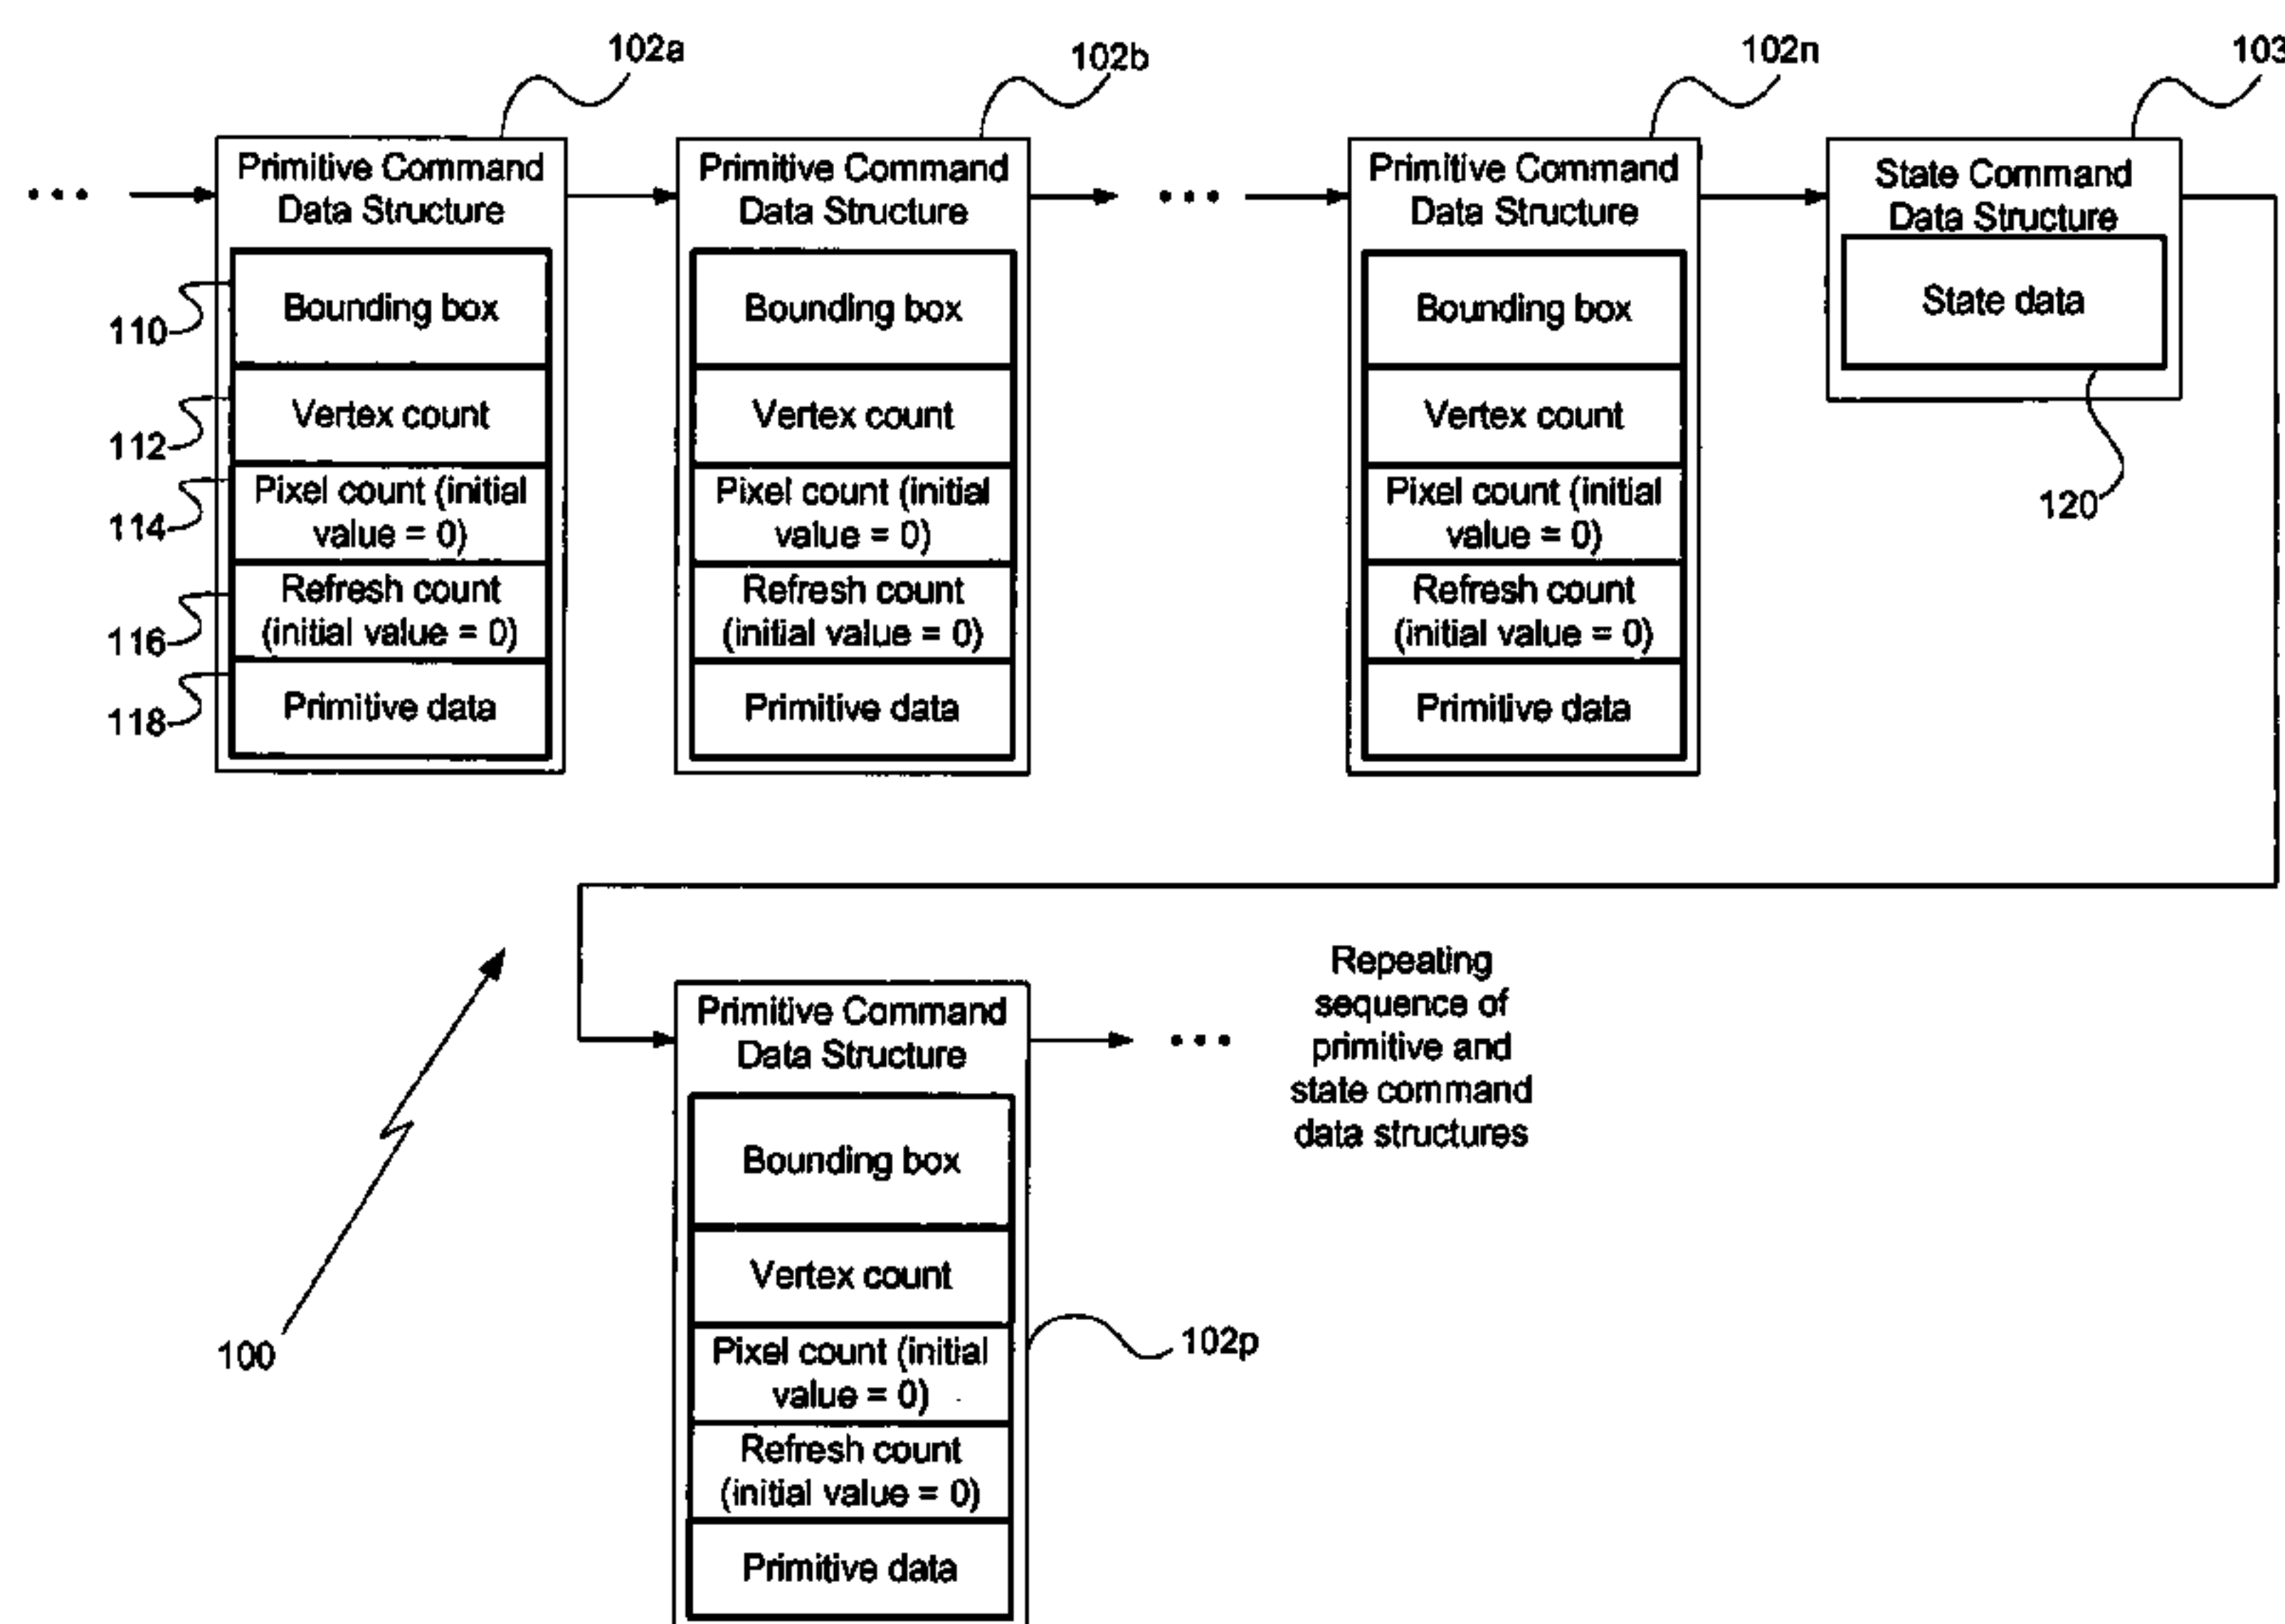 102a
102b
102n
103
Primitive Command
Data Structure
Bounding box
Vertex count
Pixel count (initial
value = 0)
Refresh count
(initial value = 0)
Primitive data
110
112
114
116
118
Primitive Command
Data Structure
Bounding box
Vertex count
Pixel count (initial
value = 0)
Refresh count
(initial value = 0)
Primitive data
Primitive Command
Data Structure
Bounding box
Vertex count
Pixel count (initial
value = 0)
Refresh count
(initial value = 0)
Primitive data
State Command
Data Structure
State data
120
Primitive Command
Data Structure
Bounding box
Vertex count
Pixel count (initial
value = 0)
Refresh count
(initial value = 0)
Primitive data
Repeating
sequence of
primitive and
state command
data structures
100
102p